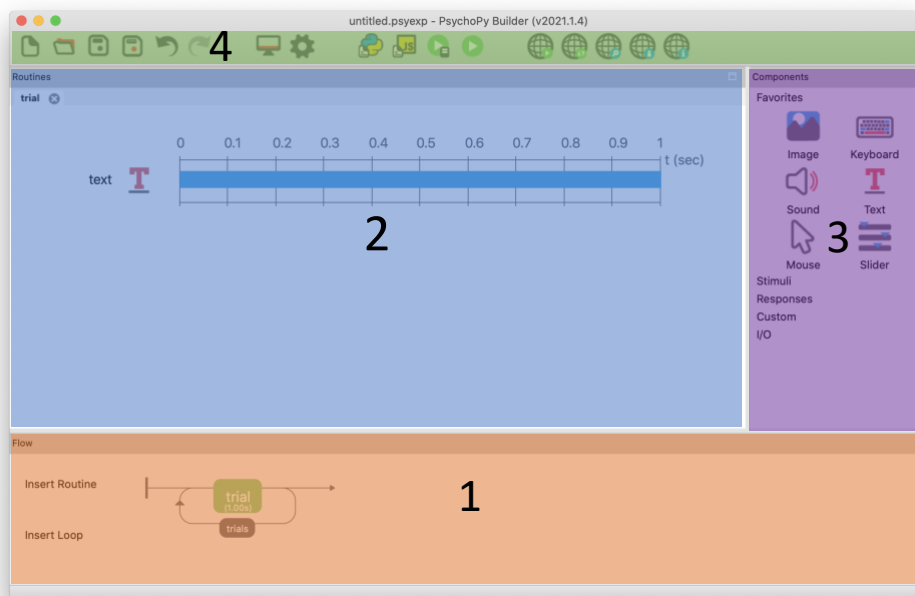 untitled.psyexp - PsychoPy Builder (v2021.1.4)
4
JS
Routines
trial
0 0.1 0.2 0.3 0.4 0.5 0.6 0.7 0.8 0.9 1
t (sec)
text T
2
Components
Favorites
Image Keyboard
T
Sound Text
3
Mouse Slider
Stimuli
Responses
Custom
I/O
Flow
Insert Routine
trial
(1.00s)
trials
Insert Loop
1